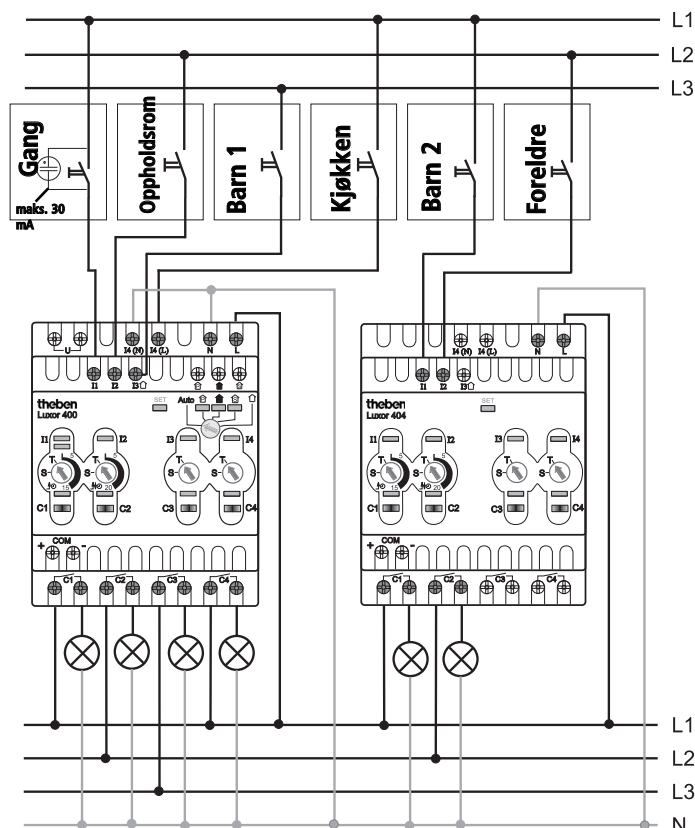 L1
L2
L3
Gang
maks. 30
mA
Oppholdsrom
Barn 1
Kjøkken
Barn 2
Foreldre
U
I4 (N)
I4 (L)
N
L
I1
I2
I3
theben
Luxor 400
SET
Auto
I1
I2
I3
I4
T
L
5
S
15
T
L
5
S
20
T
S
T
S
C1
C2
C3
C4
+
COM
-
C1
C2
C3
C4
I4 (N)
I4 (L)
N
L
I1
I2
I3
theben
Luxor 404
SET
I1
I2
I3
I4
T
L
5
S
15
T
L
5
S
20
T
S
T
S
C1
C2
C3
C4
+
COM
-
C1
C2
C3
C4
L1
L2
L3
N